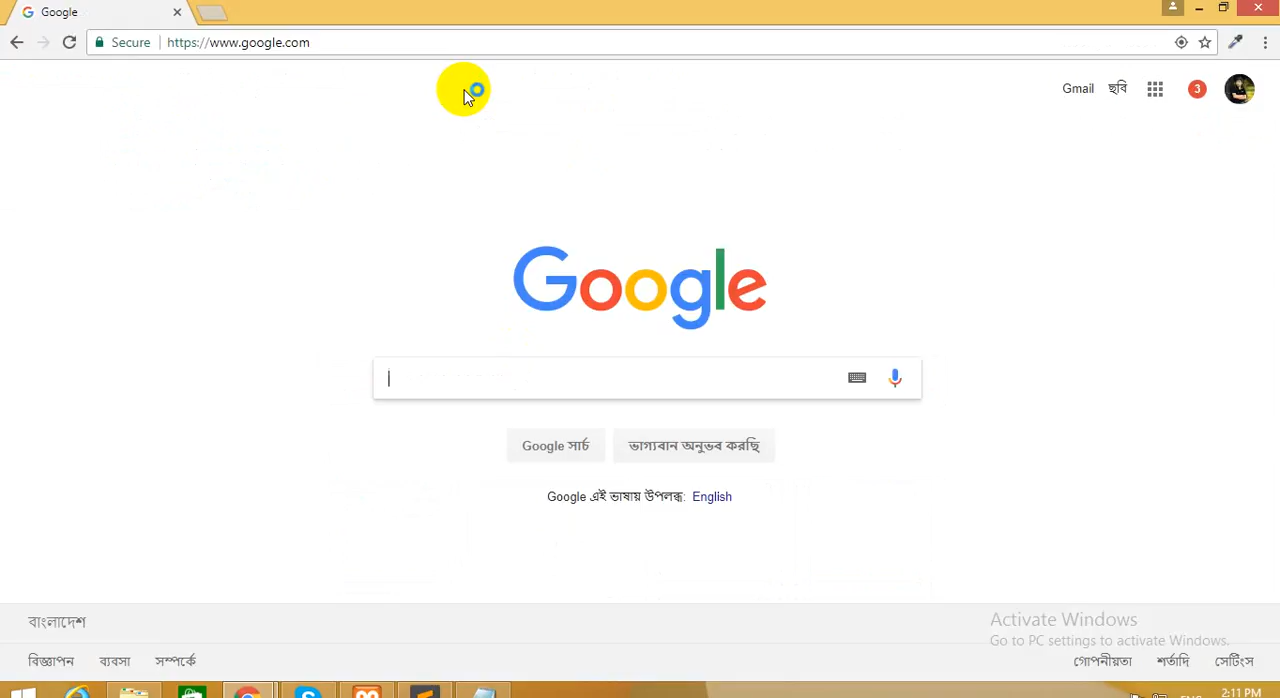 Google
Secure
https://www.google.com
Gmail
ছবি
3
Google
Google সার্চ
ভাগ্যবান অনুভব করছি
Google এই ভাষায় উপলব্ধ: English
বাংলাদেশ
Activate Windows
Go to PC settings to activate Windows.
বিজ্ঞাপন ব্যবসা সম্পর্কে
গোপনীয়তা শর্তাদি সেটিংস
2:11 PM